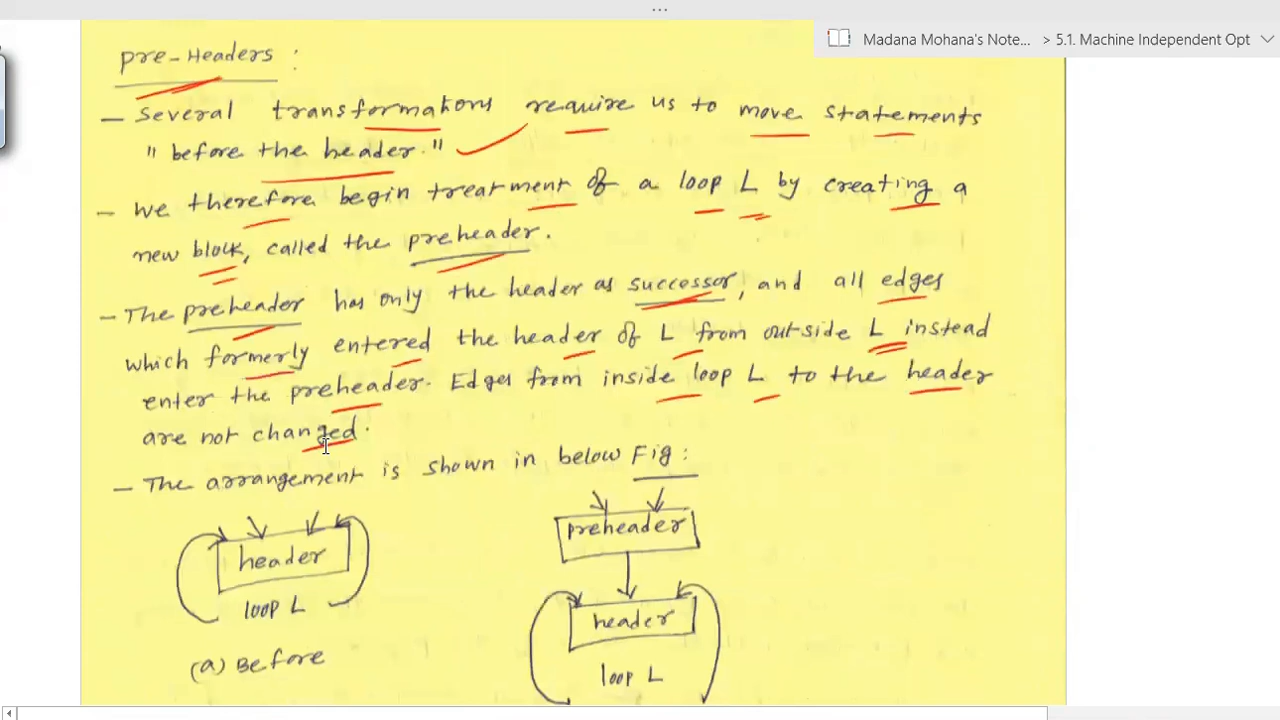 Madana Mohana's Note... > 5.1. Machine Independent Opt
Pre-Headers :
- Several transformations require us to move statements
" before the header."
- We therefore begin treatment of a loop L by creating a
new block, called the preheader.
- The preheader has only the header as successor, and all edges
which formerly entered the header of L from outside L instead
enter the preheader. Edges from inside loop L to the header
are not changed.
- The arrangement is shown in below Fig:
header
loop L
(a) Before
preheader
header
loop L